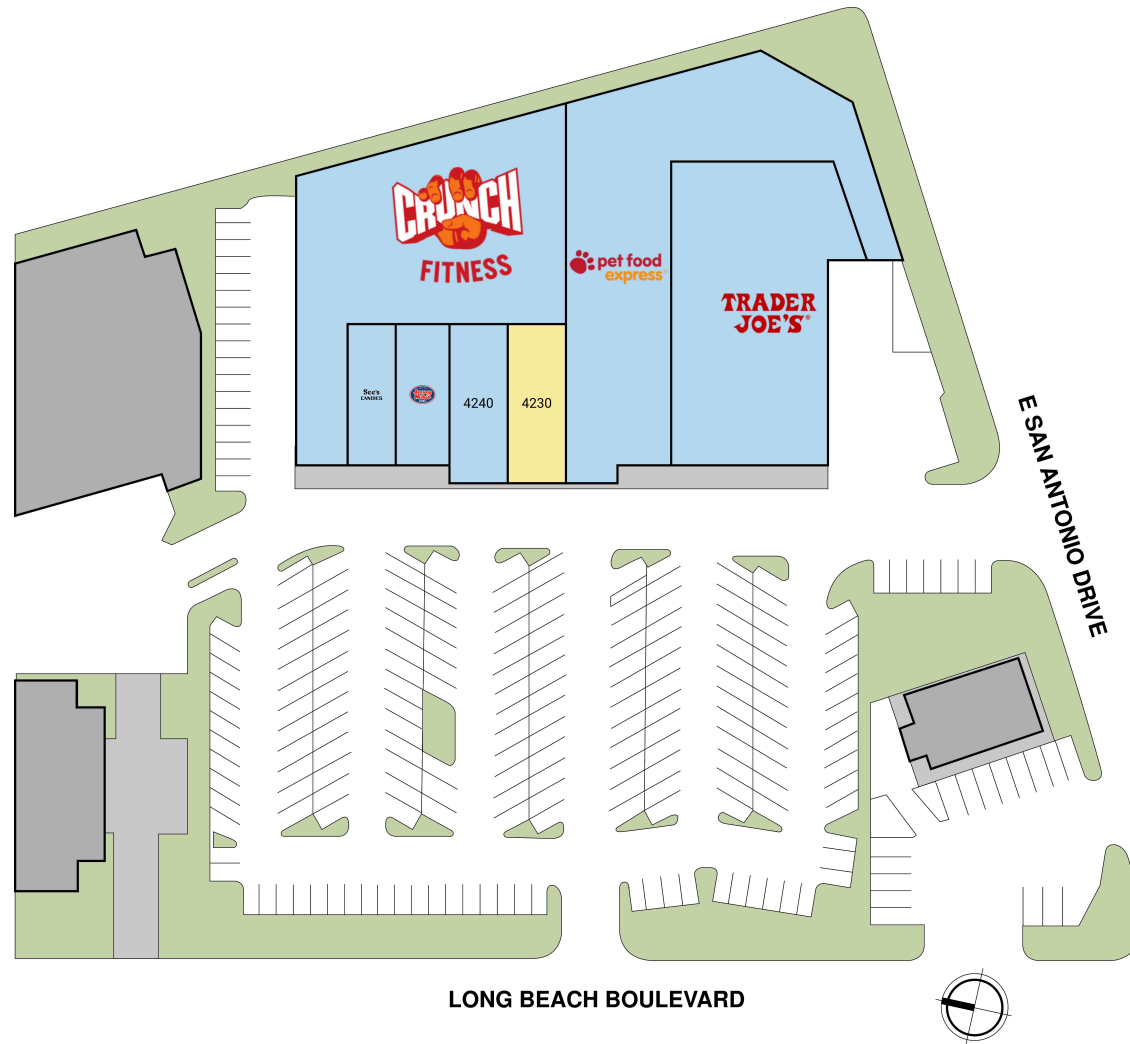 CRUNCH
FITNESS
pet food
express
TRADER
JOE'S®
See's
CANDIES
4240
4230
E SAN ANTONIO DRIVE
LONG BEACH BOULEVARD